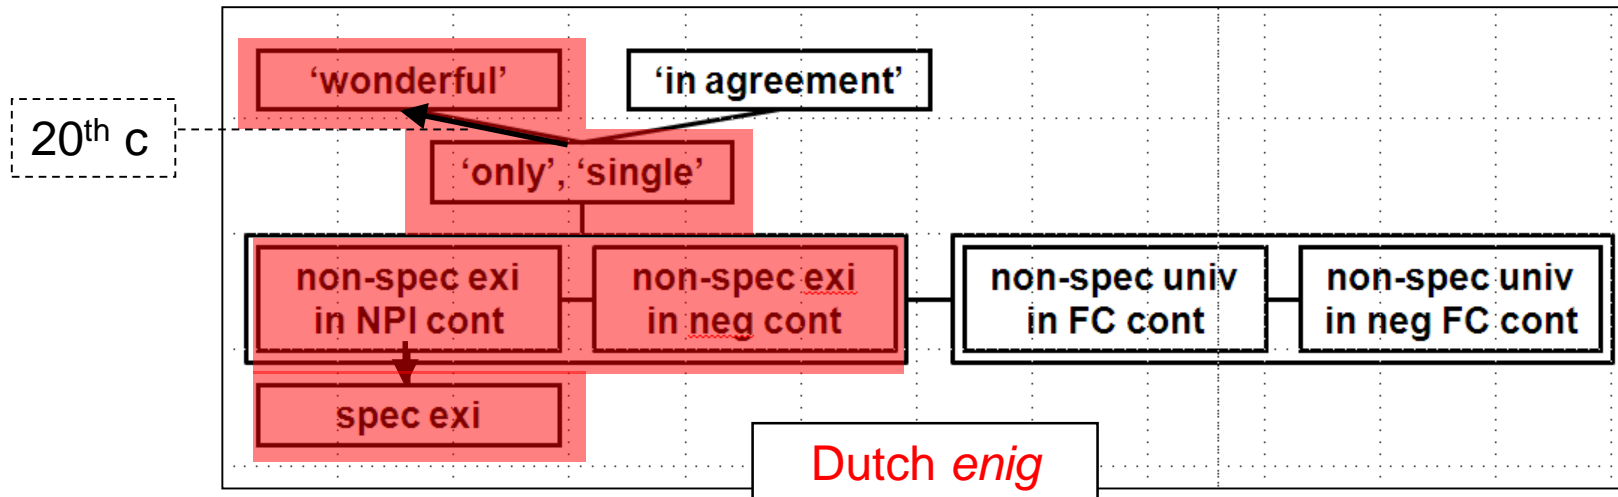 ‘wonderful’
‘in agreement’
20th c
‘only’, ‘single’
non-spec exi
in NPI cont
non-spec exi
in neg cont
non-spec univ
in FC cont
non-spec univ
in neg FC cont
spec exi
Dutch enig